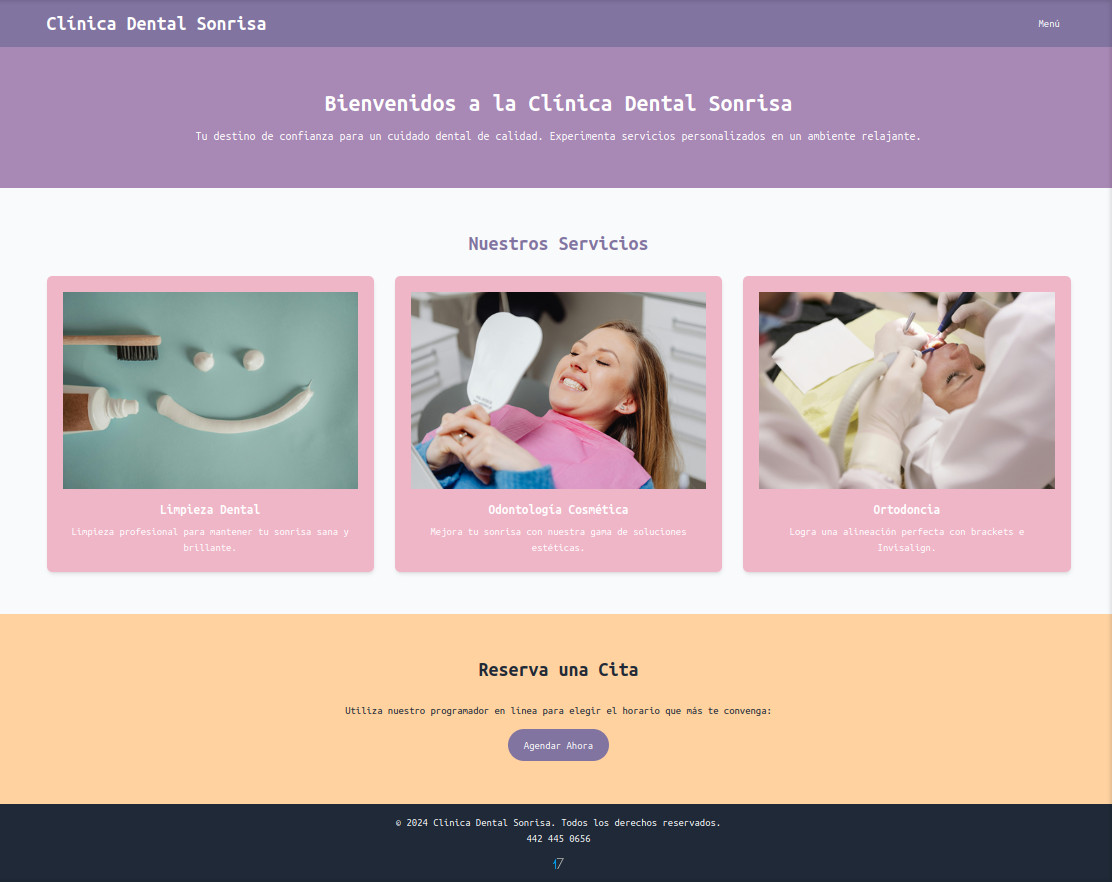 Clínica Dental Sonrisa
Menú
Bienvenidos a la Clínica Dental Sonrisa
Tu destino de confianza para un cuidado dental de calidad. Experimenta servicios personalizados en un ambiente relajante.
Nuestros Servicios
Limpieza Dental
Limpieza profesional para mantener tu sonrisa sana y
brillante.
Odontología Cosmética
Mejora tu sonrisa con nuestra gama de soluciones
estéticas.
Ortodoncia
Logra una alineación perfecta con brackets e
Invisalign.
Reserva una Cita
Utiliza nuestro programador en línea para elegir el horario que más te convenga:
Agendar Ahora
© 2024 Clínica Dental Sonrisa. Todos los derechos reservados.
442 445 0656
17